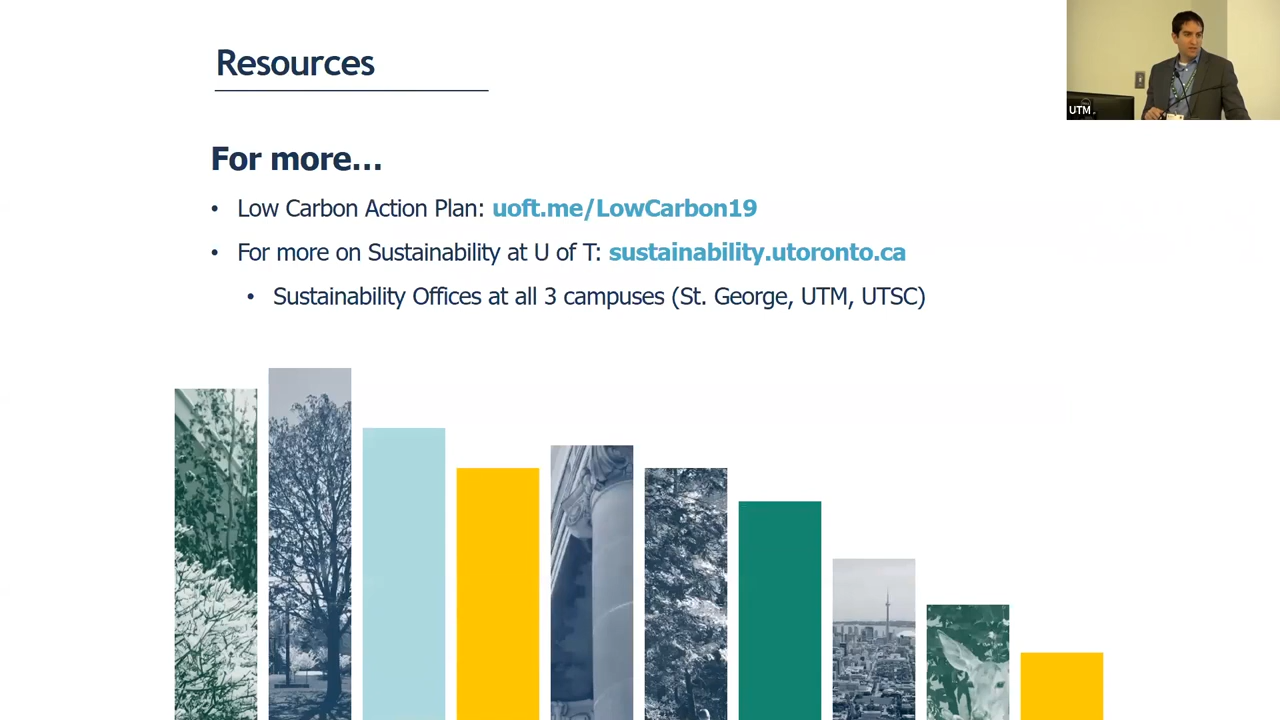 Resources
UTM
For more...
• Low Carbon Action Plan: uoft.me/LowCarbon19
• For more on Sustainability at U of T: sustainability.utoronto.ca
• Sustainability Offices at all 3 campuses (St. George, UTM, UTSC)